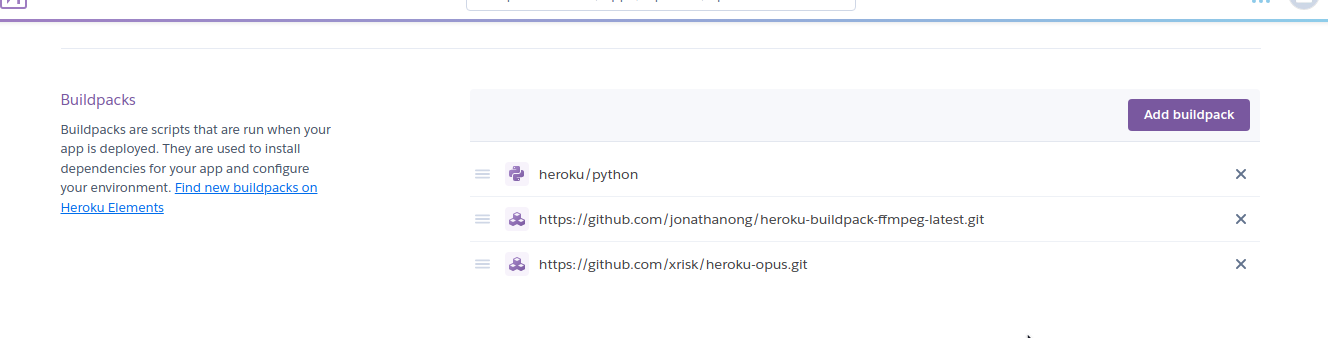 Buildpacks
Buildpacks are scripts that are run when your
app is deployed. They are used to install
dependencies for your app and configure
your environment. Find new buildpacks on
Heroku Elements
Add buildpack
heroku/python
https://github.com/jonathanong/heroku-buildpack-ffmpeg-latest.git
https://github.com/xrisk/heroku-opus.git